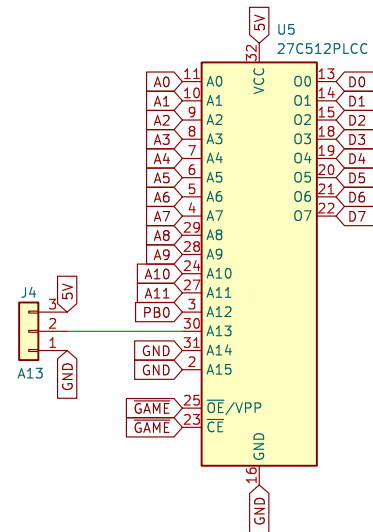 5V
U5
27C512PLCC
32
VCC
A0 11 A0 O0 13 D0
A1 10 A1 O1 14 D1
A2 9 A2 O2 15 D2
A3 8 A3 O3 18 D3
A4 7 A4 O4 19 D4
A5 6 A5 O5 20 D5
A6 5 A6 O6 21 D6
A7 4 A7 O7 22 D7
A8 29 A8
A9 28 A9
A10 24 A10
A11 27 A11
PB0 3 A12
J4
3 5V
2 30 A13
1 GND
A13
GND 31 A14
GND 2 A15
GAME 25 OE/VPP
GAME 23 CE
GND
16
GND